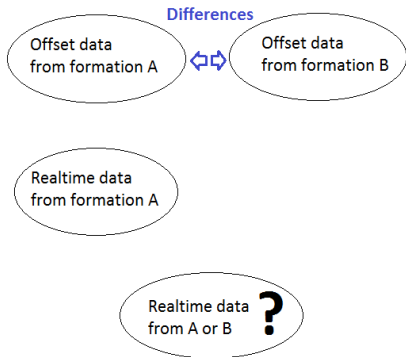 Differences
Offset data
from formation A
Offset data
from formation B
Realtime data
from formation A
Realtime data
from A or B
?